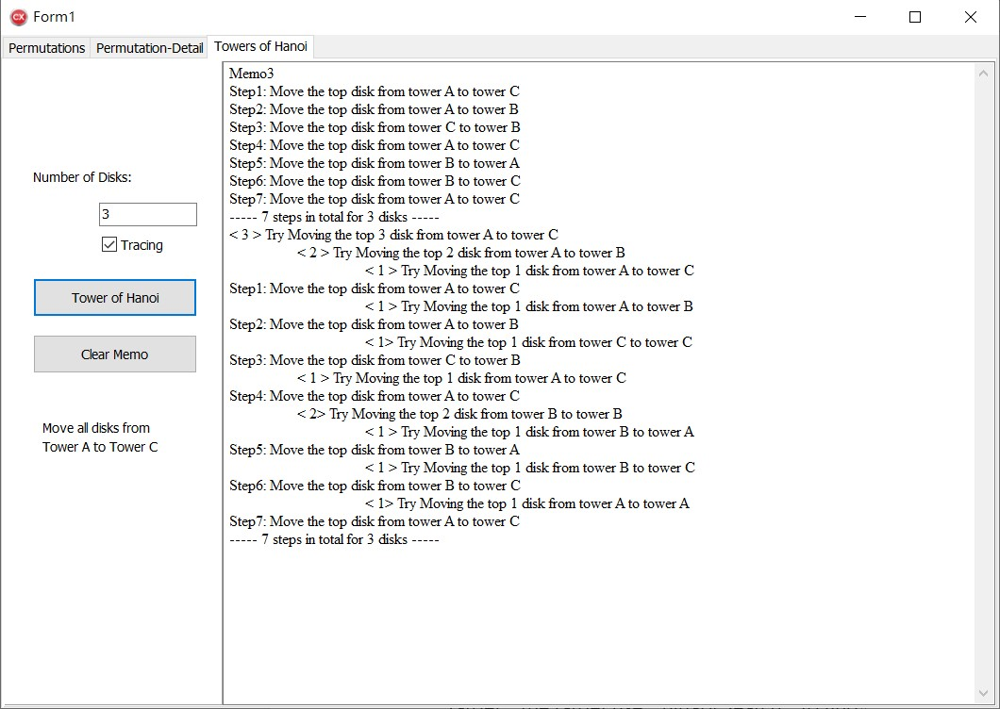 Form1
Permutations Permutation-Detail Towers of Hanoi
Number of Disks:
3
Tracing
Tower of Hanoi
Clear Memo
Move all disks from
Tower A to Tower C
Memo3
Step1: Move the top disk from tower A to tower C
Step2: Move the top disk from tower A to tower B
Step3: Move the top disk from tower C to tower B
Step4: Move the top disk from tower A to tower C
Step5: Move the top disk from tower B to tower A
Step6: Move the top disk from tower B to tower C
Step7: Move the top disk from tower A to tower C
----- 7 steps in total for 3 disks -----
< 3 > Try Moving the top 3 disk from tower A to tower C
< 2 > Try Moving the top 2 disk from tower A to tower B
< 1 > Try Moving the top 1 disk from tower A to tower C
Step1: Move the top disk from tower A to tower C
< 1 > Try Moving the top 1 disk from tower A to tower B
Step2: Move the top disk from tower A to tower B
< 1> Try Moving the top 1 disk from tower C to tower C
Step3: Move the top disk from tower C to tower B
< 1 > Try Moving the top 1 disk from tower A to tower C
Step4: Move the top disk from tower A to tower C
< 2> Try Moving the top 2 disk from tower B to tower B
< 1 > Try Moving the top 1 disk from tower B to tower A
Step5: Move the top disk from tower B to tower A
< 1 > Try Moving the top 1 disk from tower B to tower C
Step6: Move the top disk from tower B to tower C
< 1> Try Moving the top 1 disk from tower A to tower A
Step7: Move the top disk from tower A to tower C
----- 7 steps in total for 3 disks -----